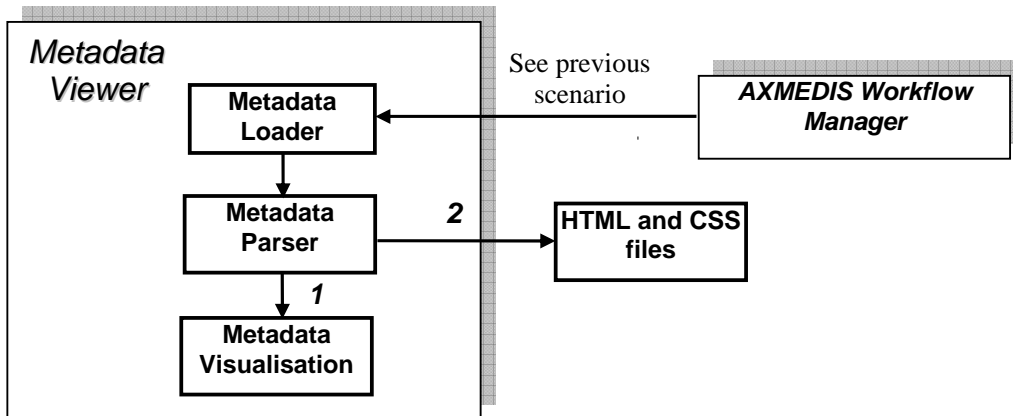 Metadata
Viewer
See previous
scenario
AXMEDIS Workflow
Manager
Metadata
Loader
Metadata
Parser
2
HTML and CSS
files
1
Metadata
Visualisation